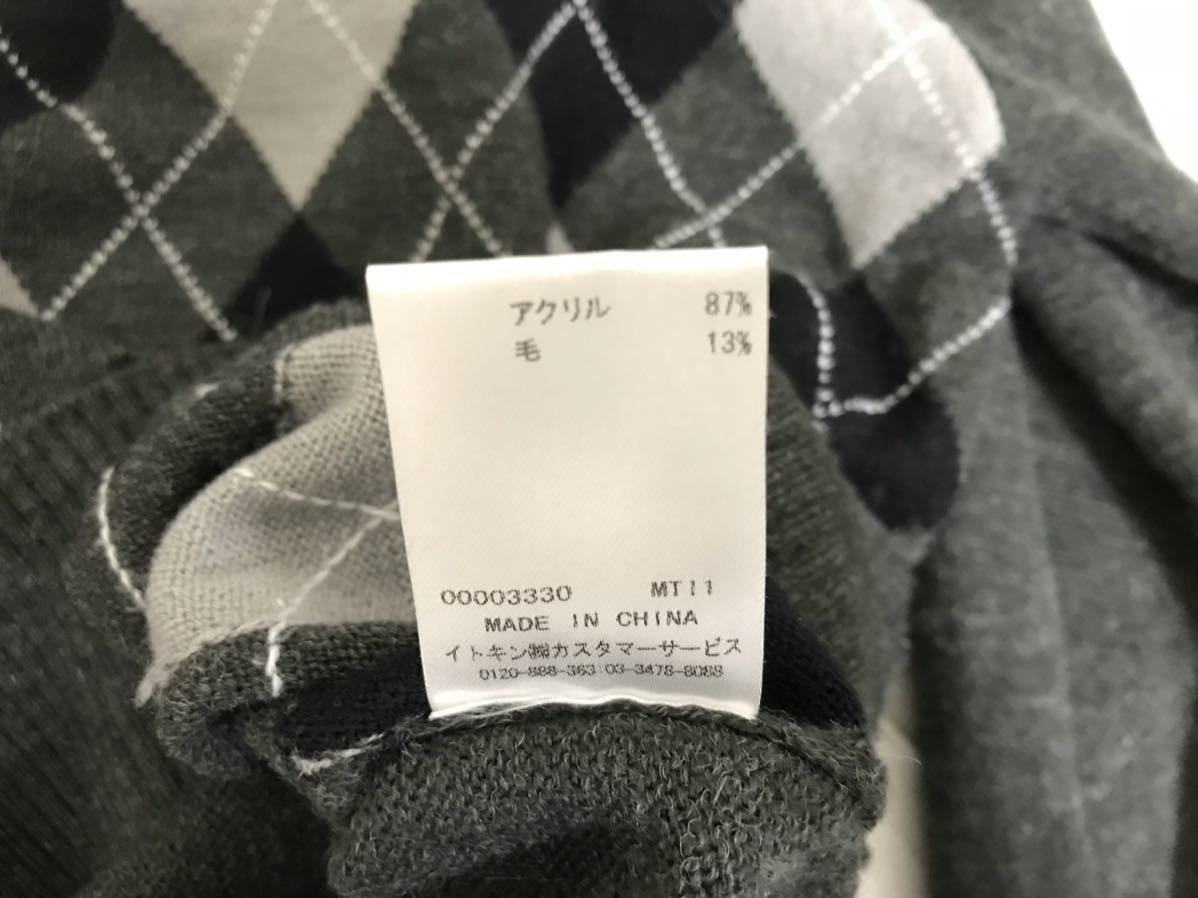 アクリル 87%
毛 13%
00003330 MTI1
MADE IN CHINA
イトキン㈱カスタマーサービス
0120-888-363 03-3478-8088